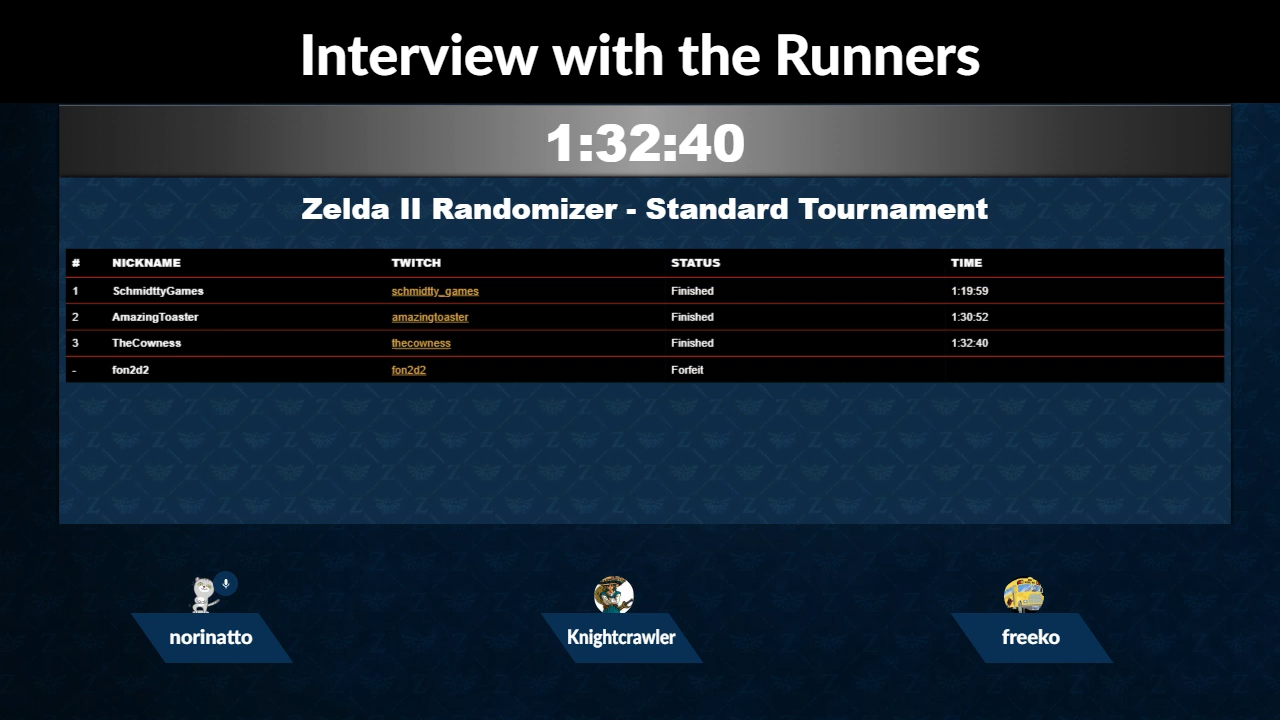 Interview with the Runners
1:32:40
Zelda II Randomizer - Standard Tournament
# NICKNAME TWITCH STATUS TIME
1 SchmidttyGames schmidtty_games Finished 1:19:59
2 AmazingToaster amazingtoaster Finished 1:30:52
3 TheCowness thecowness Finished 1:32:40
- fon2d2 fon2d2 Forfeit
norinatto Knightcrawler freeko